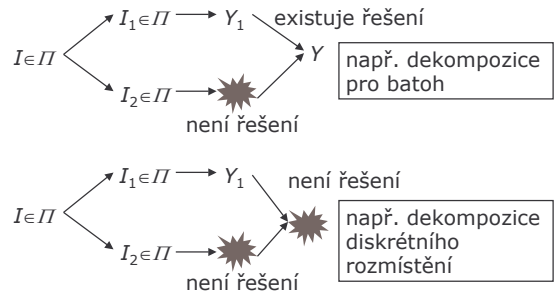 I₁∈Π Y₁ existuje řešení
I∈Π Y
I₂∈Π
není řešení
např. dekompozice
pro batoh
I₁∈Π Y₁ není řešení
I∈Π
I₂∈Π
není řešení
např. dekompozice
diskrétního
rozmístění